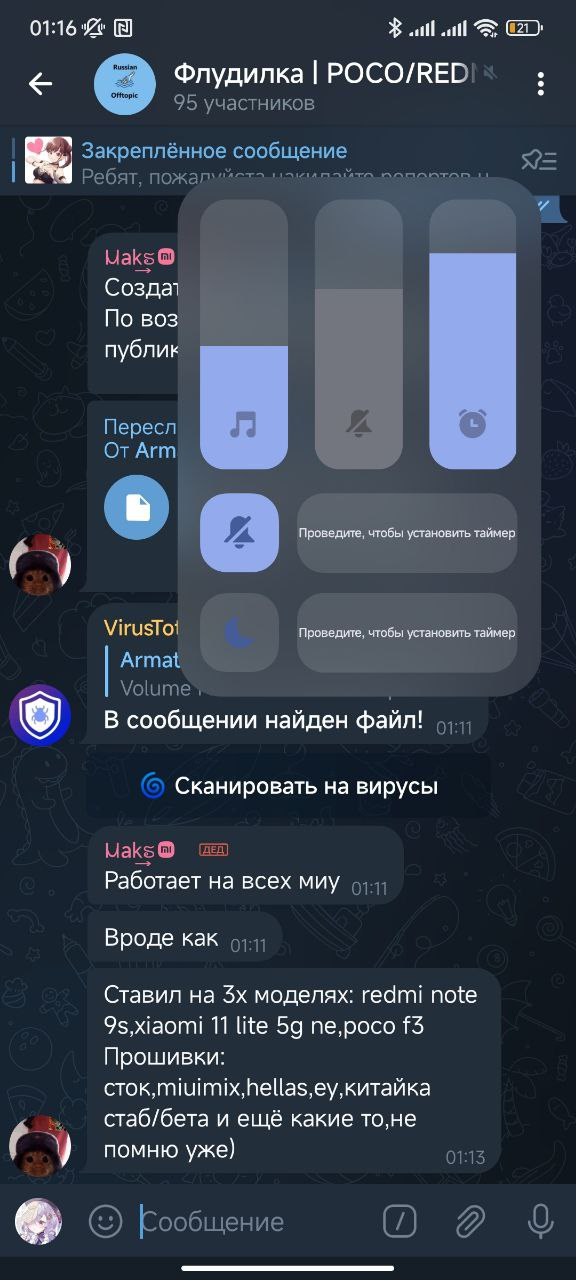 01:16
21
Russian
Offtopic
Флудилка | POCO/REDM
95 участников
Закреплённое сообщение
Ребят, пожалуйста накидайте репортов
Maks
Создат
По воз
публик
Пересл
От Arma
Проведите, чтобы установить таймер
Проведите, чтобы установить таймер
VirusTot
Armat
Volume
В сообщении найден файл! 01:11
Сканировать на вирусы
Maks ДЕД
Работает на всех миу 01:11
Вроде как 01:11
Ставил на 3х моделях: redmi note
9s,xiaomi 11 lite 5g ne,poco f3
Прошивки:
сток,miuimix,hellas,еу,китайка
стаб/бета и ещё какие то,не
помню уже) 01:13
Сообщение